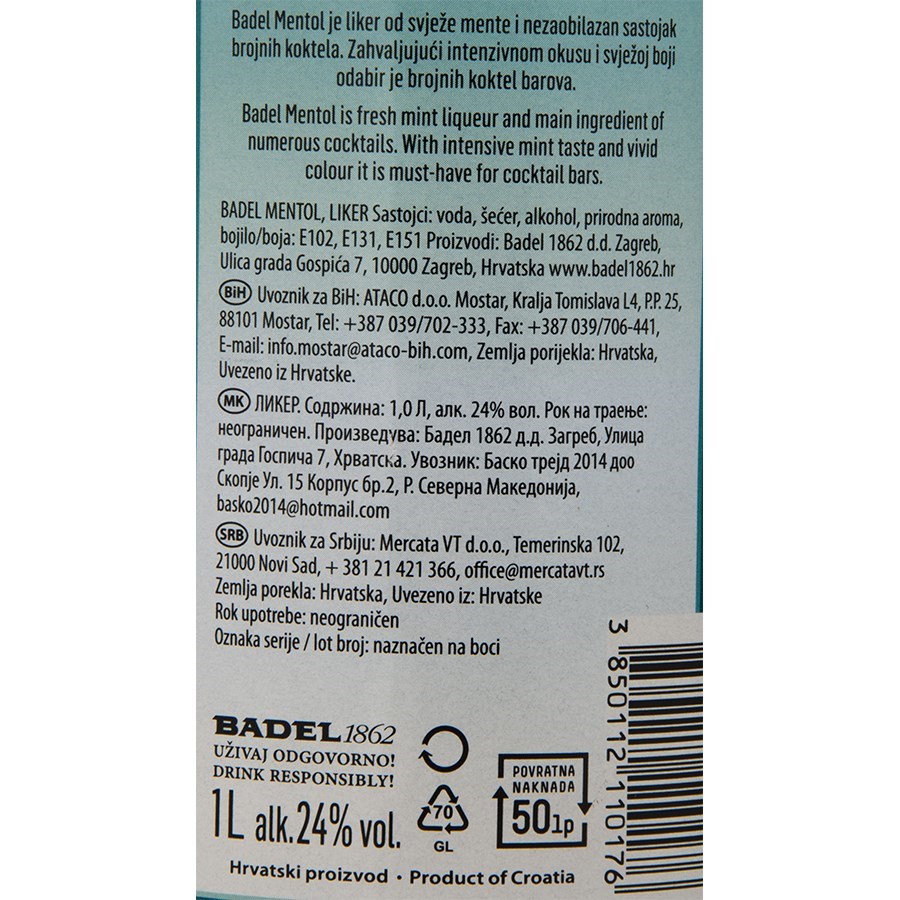 Badel Mentol je liker od svježe mente i nezaobilazan sastojak
brojnih koktela. Zahvaljujući intenzivnom okusu i svježoj boji
odabir je brojnih koktel barova.
Badel Mentol is fresh mint liqueur and main ingredient of
numerous cocktails. With intensive mint taste and vivid
colour it is must-have for cocktail bars.
BADEL MENTOL, LIKER Sastojci: voda, šećer, alkohol, prirodna aroma,
bojilo/boja: E102, E131, E151 Proizvodi: Badel 1862 d.d. Zagreb,
Ulica grada Gospića 7, 10000 Zagreb, Hrvatska www.badel1862.hr
BiH Uvoznik za BiH: ATACO d.o.o. Mostar, Kralja Tomislava L4, P.P. 25,
88101 Mostar, Tel: +387 039/702-333, Fax: +387 039/706-441,
E-mail: info.mostar@ataco-bih.com, Zemlja porijekla: Hrvatska,
Uvezeno iz Hrvatske.
MK ЛИКЕР. Содржина: 1,0 Л, алк. 24% вол. Рок на траење:
неограничен. Произведува: Бадел 1862 д.д. Загреб, Улица
града Госпича 7, Хрватска. Увозник: Баско трејд 2014 доо
Скопје Ул. 15 Корпус бр.2, Р. Северна Македонија,
basko2014@hotmail.com
SRB Uvoznik za Srbiju: Mercata VT d.o.o., Temerinska 102,
21000 Novi Sad, + 381 21 421 366, office@mercatavt.rs
Zemlja porekla: Hrvatska, Uvezeno iz: Hrvatske
Rok upotrebe: neograničen
Oznaka serije / lot broj: naznačen na boci
BADEL 1862
UŽIVAJ ODGOVORNO!
DRINK RESPONSIBLY!
1L alk.24% vol.
70
GL
POVRATNA
NAKNADA
50lp
Hrvatski proizvod • Product of Croatia
3 850112 110176